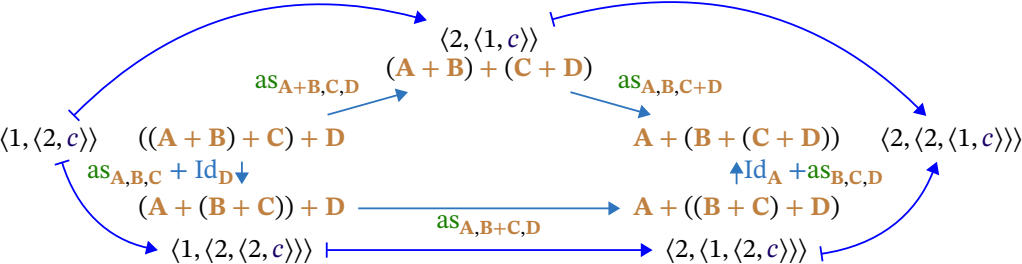 ⟨2, ⟨1, c⟩⟩
(A + B) + (C + D)
as_{A+B,C,D}
as_{A,B,C+D}
⟨1, ⟨2, c⟩⟩
((A + B) + C) + D
A + (B + (C + D))
⟨2, ⟨2, ⟨1, c⟩⟩⟩
as_{A,B,C} + Id_D
Id_A + as_{B,C,D}
(A + (B + C)) + D
A + ((B + C) + D)
as_{A,B+C,D}
⟨1, ⟨2, ⟨2, c⟩⟩⟩
⟨2, ⟨1, ⟨2, c⟩⟩⟩